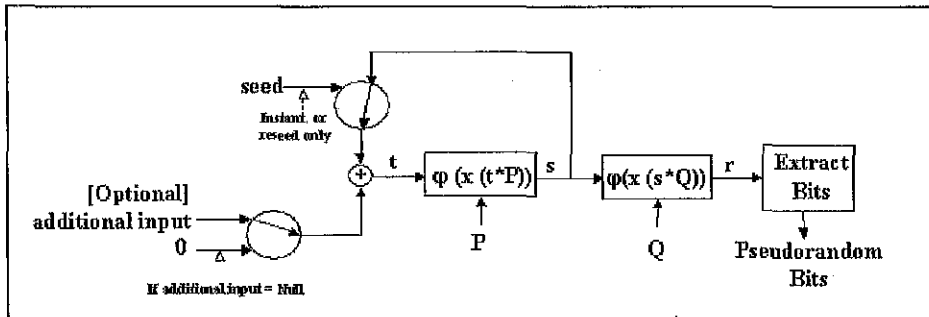 seed
Instant. or
reseed only
[Optional]
additional input
0
If additional input = Null
+
t
φ (x (t*P))
s
P
φ(x (s*Q))
r
Q
Extract
Bits
Pseudorandom
Bits